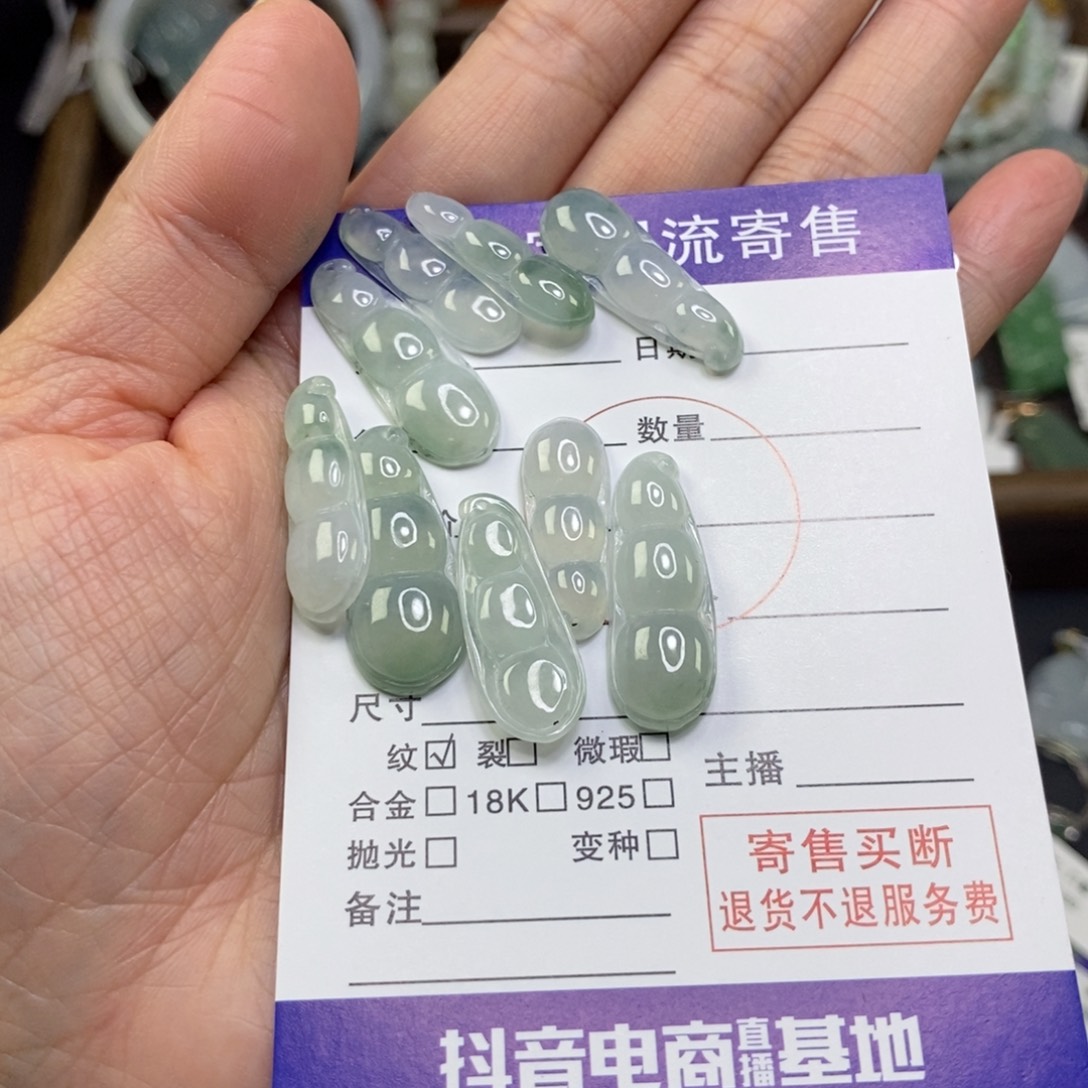 流寄售
日期
数量
尺寸
纹☑ 裂□ 微瑕□
主播
合金□18K□925□
抛光□ 变种□
寄售买断
退货不退服务费
备注
抖音电商直播基地